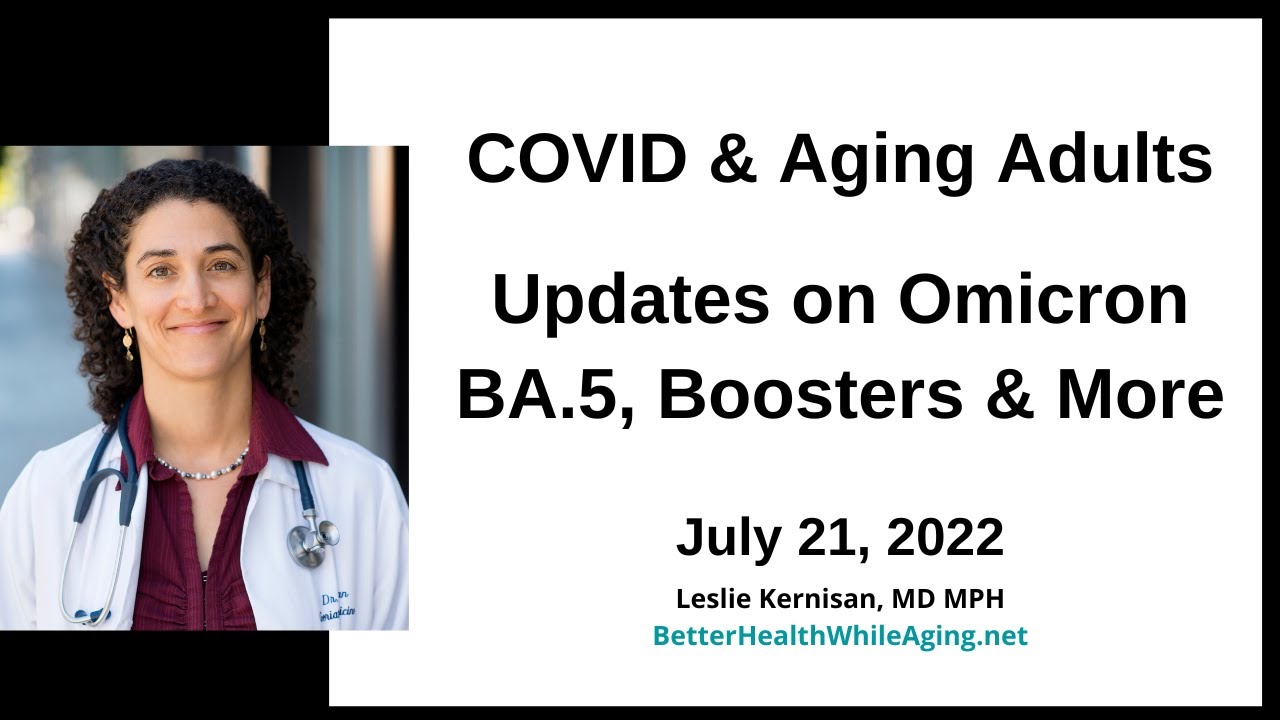 COVID & Aging Adults
Updates on Omicron
BA.5, Boosters & More
July 21, 2022
Leslie Kernisan, MD MPH
BetterHealthWhileAging.net